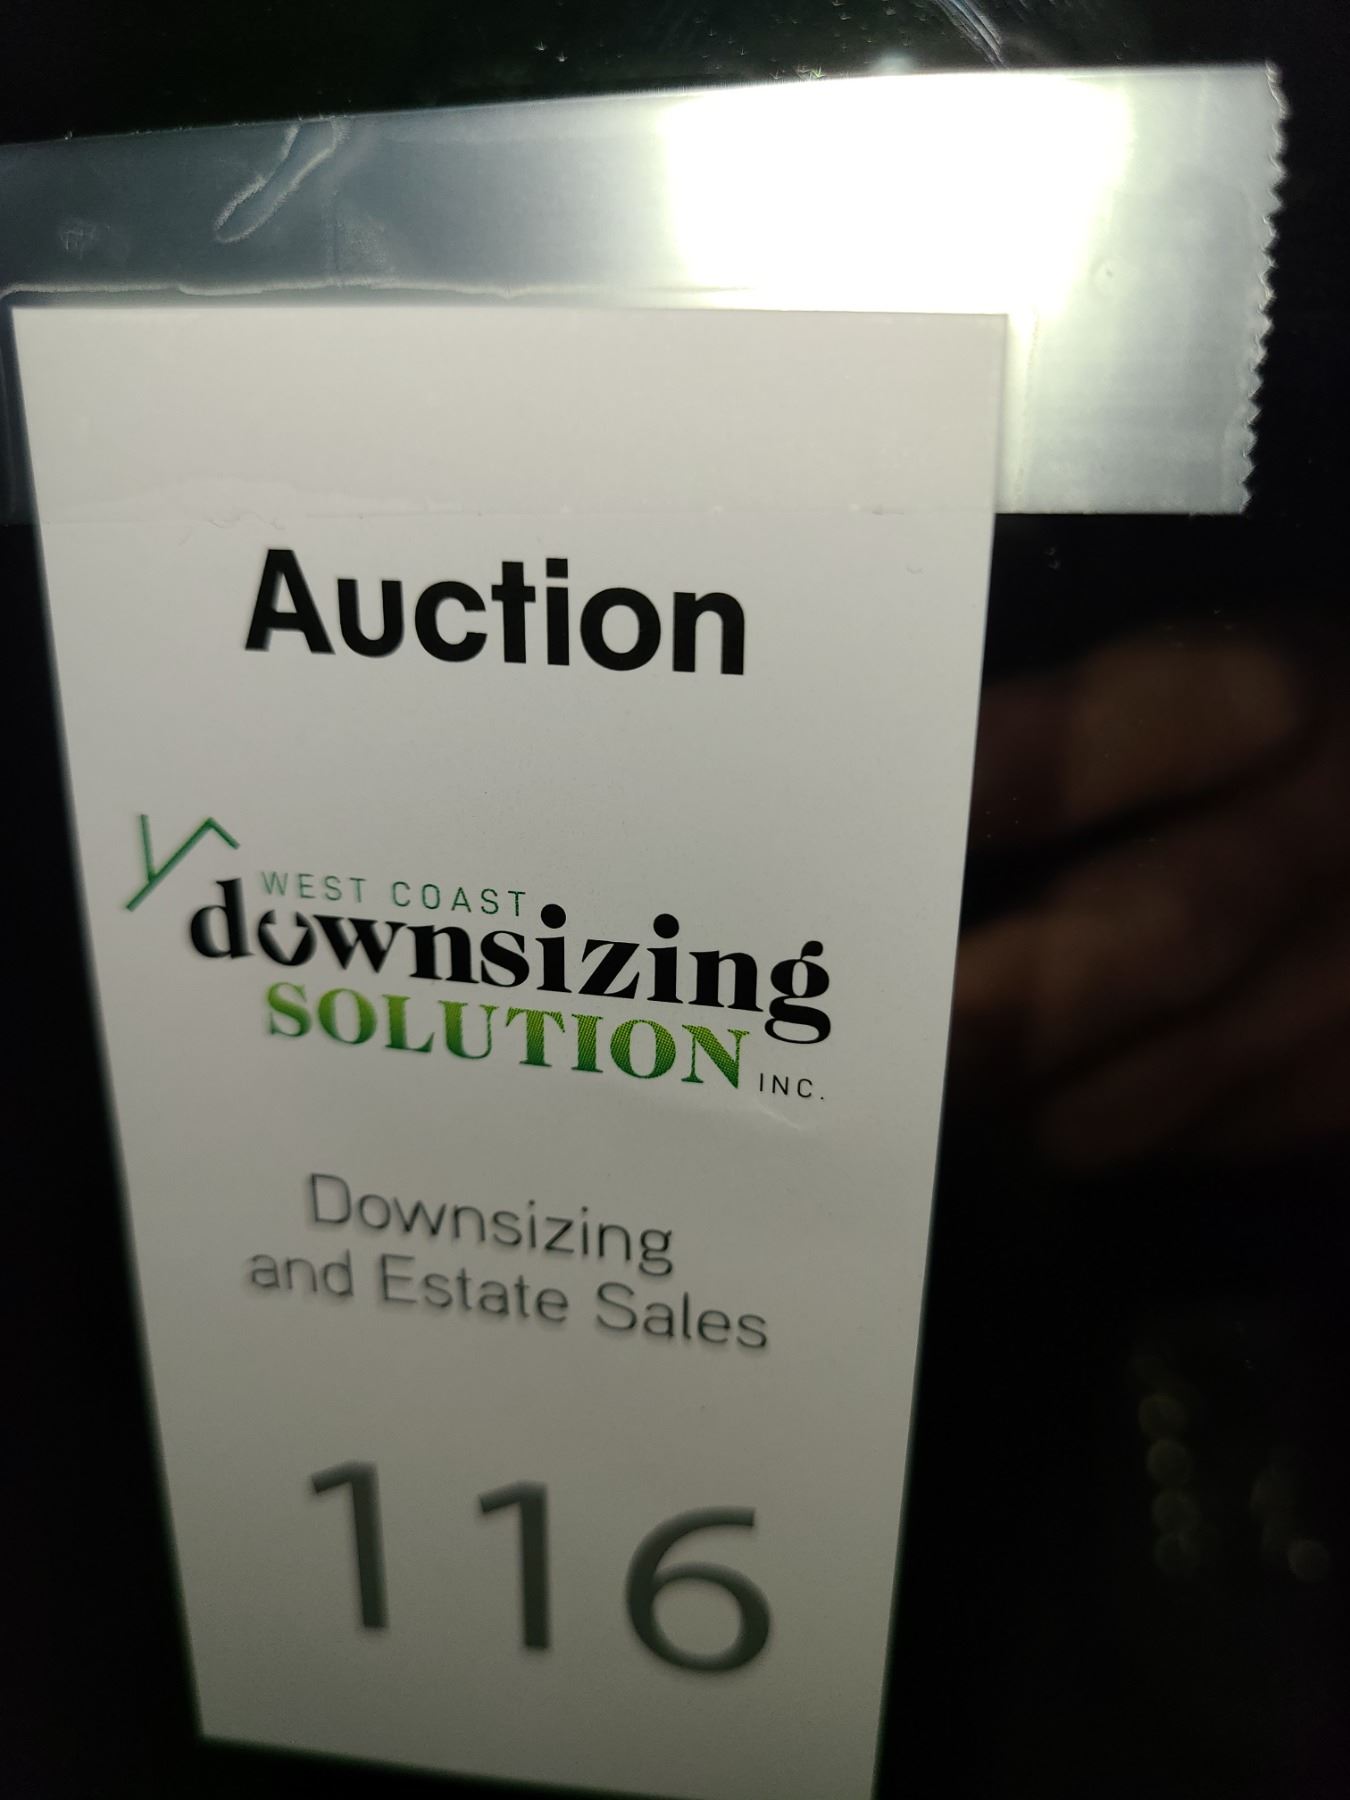 Auction
WEST COAST
downsizing
SOLUTION INC.
Downsizing
and Estate Sales
116